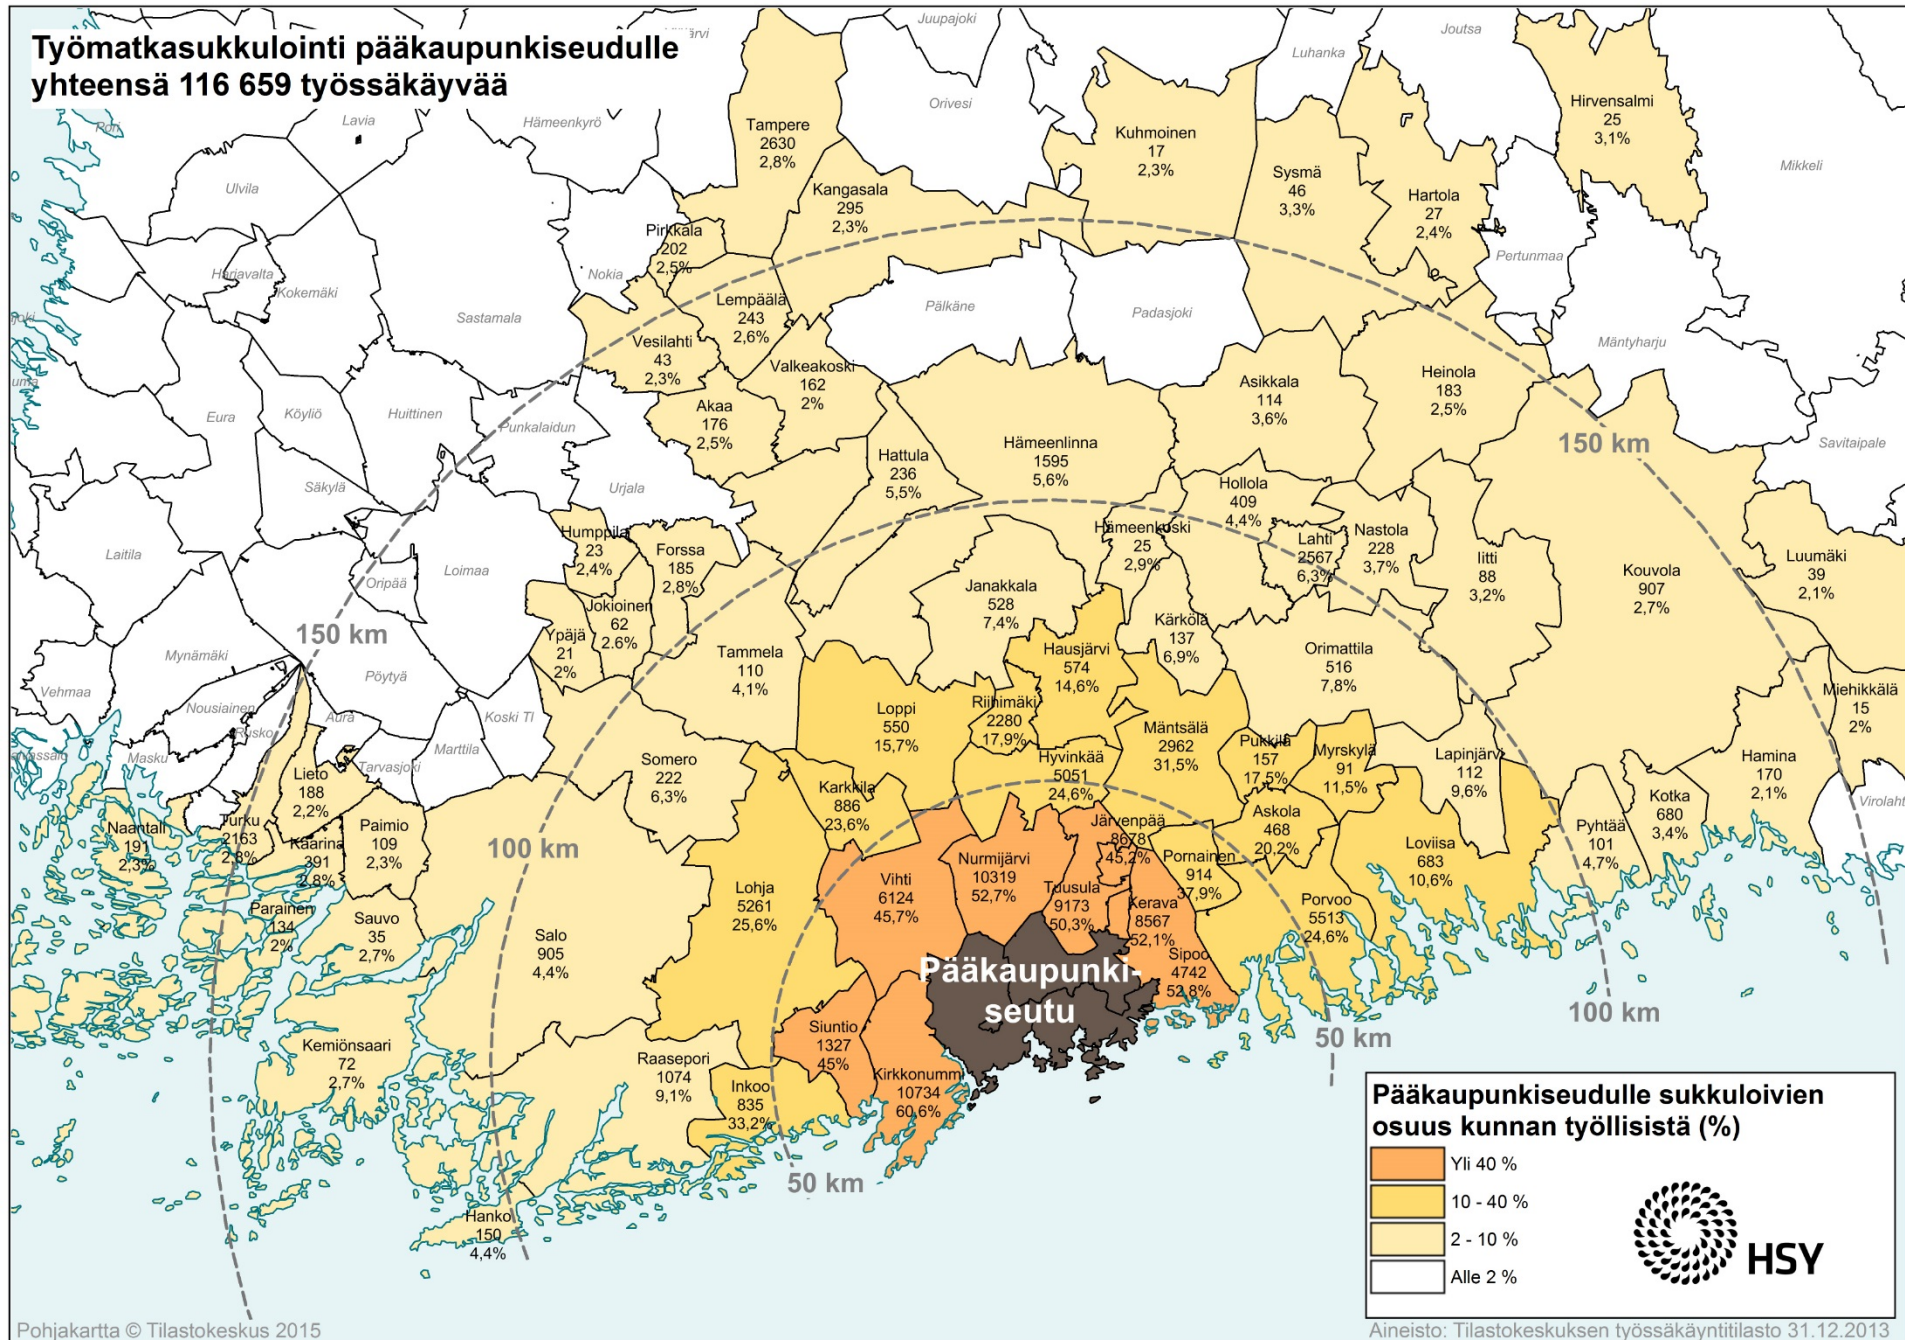 Työmatkasukkulointi pääkaupunkiseudulle
yhteensä 116 659 työssäkäyvää
Juupajoki
Joutsa
Luhanka
Orivesi
Lavia
Hämeenkyrö
Pori
Mikkeli
Hirvensalmi
25
3,1%
Tampere
2630
2,8%
Kuhmoinen
17
2,3%
Sysmä
46
3,3%
Hartola
27
2,4%
Kangasala
295
2,3%
Ulvila
Pirkkala
202
2,5%
Harjavalta
Kokemäki
Nokia
Pertunmaa
Sastamala
Lempäälä
243
2,6%
Pälkäne
Padasjoki
Mäntyharju
Vesilahti
43
2,3%
Valkeakoski
162
2%
Asikkala
114
3,6%
Heinola
183
2,5%
Eura
Köyliö
Huittinen
Punkalaidun
Akaa
176
2,5%
Hattula
236
5,5%
Hämeenlinna
1595
5,6%
150 km
Savitaipale
Säkylä
Urjala
Hollola
409
4,4%
Laitila
Oripää
Loimaa
Humppila
23
2,4%
Forssa
185
2,8%
Hämeenkoski
25
2,9%
Lahti
2567
6,3%
Nastola
228
3,7%
Iitti
88
3,2%
Kouvola
907
2,7%
Luumäki
39
2,1%
Jokioinen
62
2.6%
Janakkala
528
7,4%
Kärkölä
137
6,9%
150 km
Ypäjä
21
2%
Mynämäki
Pöytyä
Tammela
110
4,1%
Hausjärvi
574
14,6%
Orimattila
516
7,8%
Vehmaa
Nousiainen
Aura
Koski Tl
Rusko
Masku
Tarvasjoki
Marttila
Loppi
550
15,7%
Riihimäki
2280
17,9%
Mäntsälä
2962
31,5%
Pukkila
157
17,5%
Myrskylä
91
11,5%
Lapinjärvi
112
9,6%
Hamina
170
2,1%
Miehikkälä
15
2%
Lieto
188
2,2%
Somero
222
6,3%
Karkkila
886
23,6%
Hyvinkää
5051
24,6%
Kotka
680
3,4%
Naantali
191
2,3%
Turku
2163
2,8%
Kaarina
391
2,8%
Paimio
109
2,3%
100 km
Järvenpää
8678
45,2%
Askola
468
20,2%
Loviisa
683
10,6%
Pyhtää
101
4,7%
Lohja
5261
25,6%
Vihti
6124
45,7%
Nurmijärvi
10319
52,7%
Tuusula
9173
50,3%
Pornainen
914
37,9%
Kerava
8567
52,1%
Porvoo
5513
24,6%
Parainen
134
2%
Sauvo
35
2,7%
Salo
905
4,4%
Sipoo
4742
52,8%
Pääkaupunki-
seutu
100 km
50 km
Kemiönsaari
72
2,7%
Raasepori
1074
9,1%
Siuntio
1327
45%
Kirkkonummi
10734
60,6%
Inkoo
835
33,2%
50 km
Hanko
150
4,4%
Pääkaupunkiseudulle sukkuloivien
osuus kunnan työllisistä (%)
Yli 40 %
10 - 40 %
2 - 10 %
Alle 2 %
HSY
Pohjakartta © Tilastokeskus 2015
Aineisto: Tilastokeskuksen työssäkäyntitilasto 31.12.2013